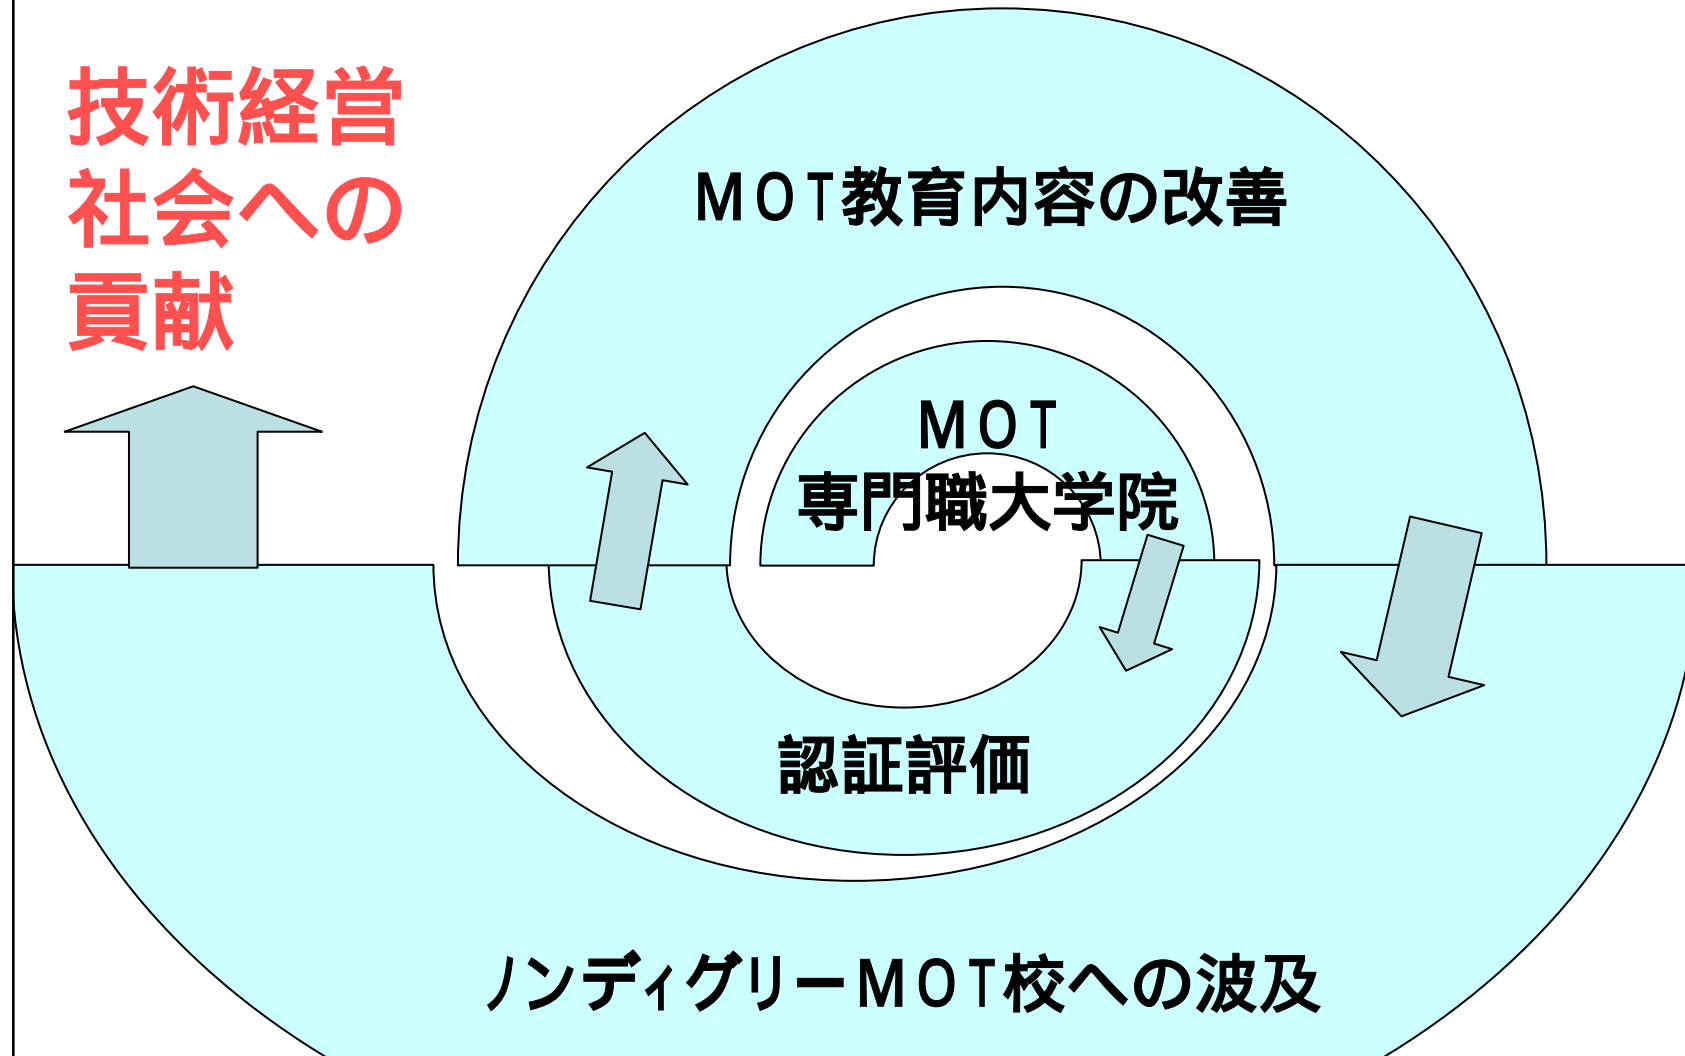 技術経営
社会への
貢献
ＭＯＴ教育内容の改善
ＭＯＴ
専門職大学院
認証評価
ノンディグリーＭＯＴ校への波及